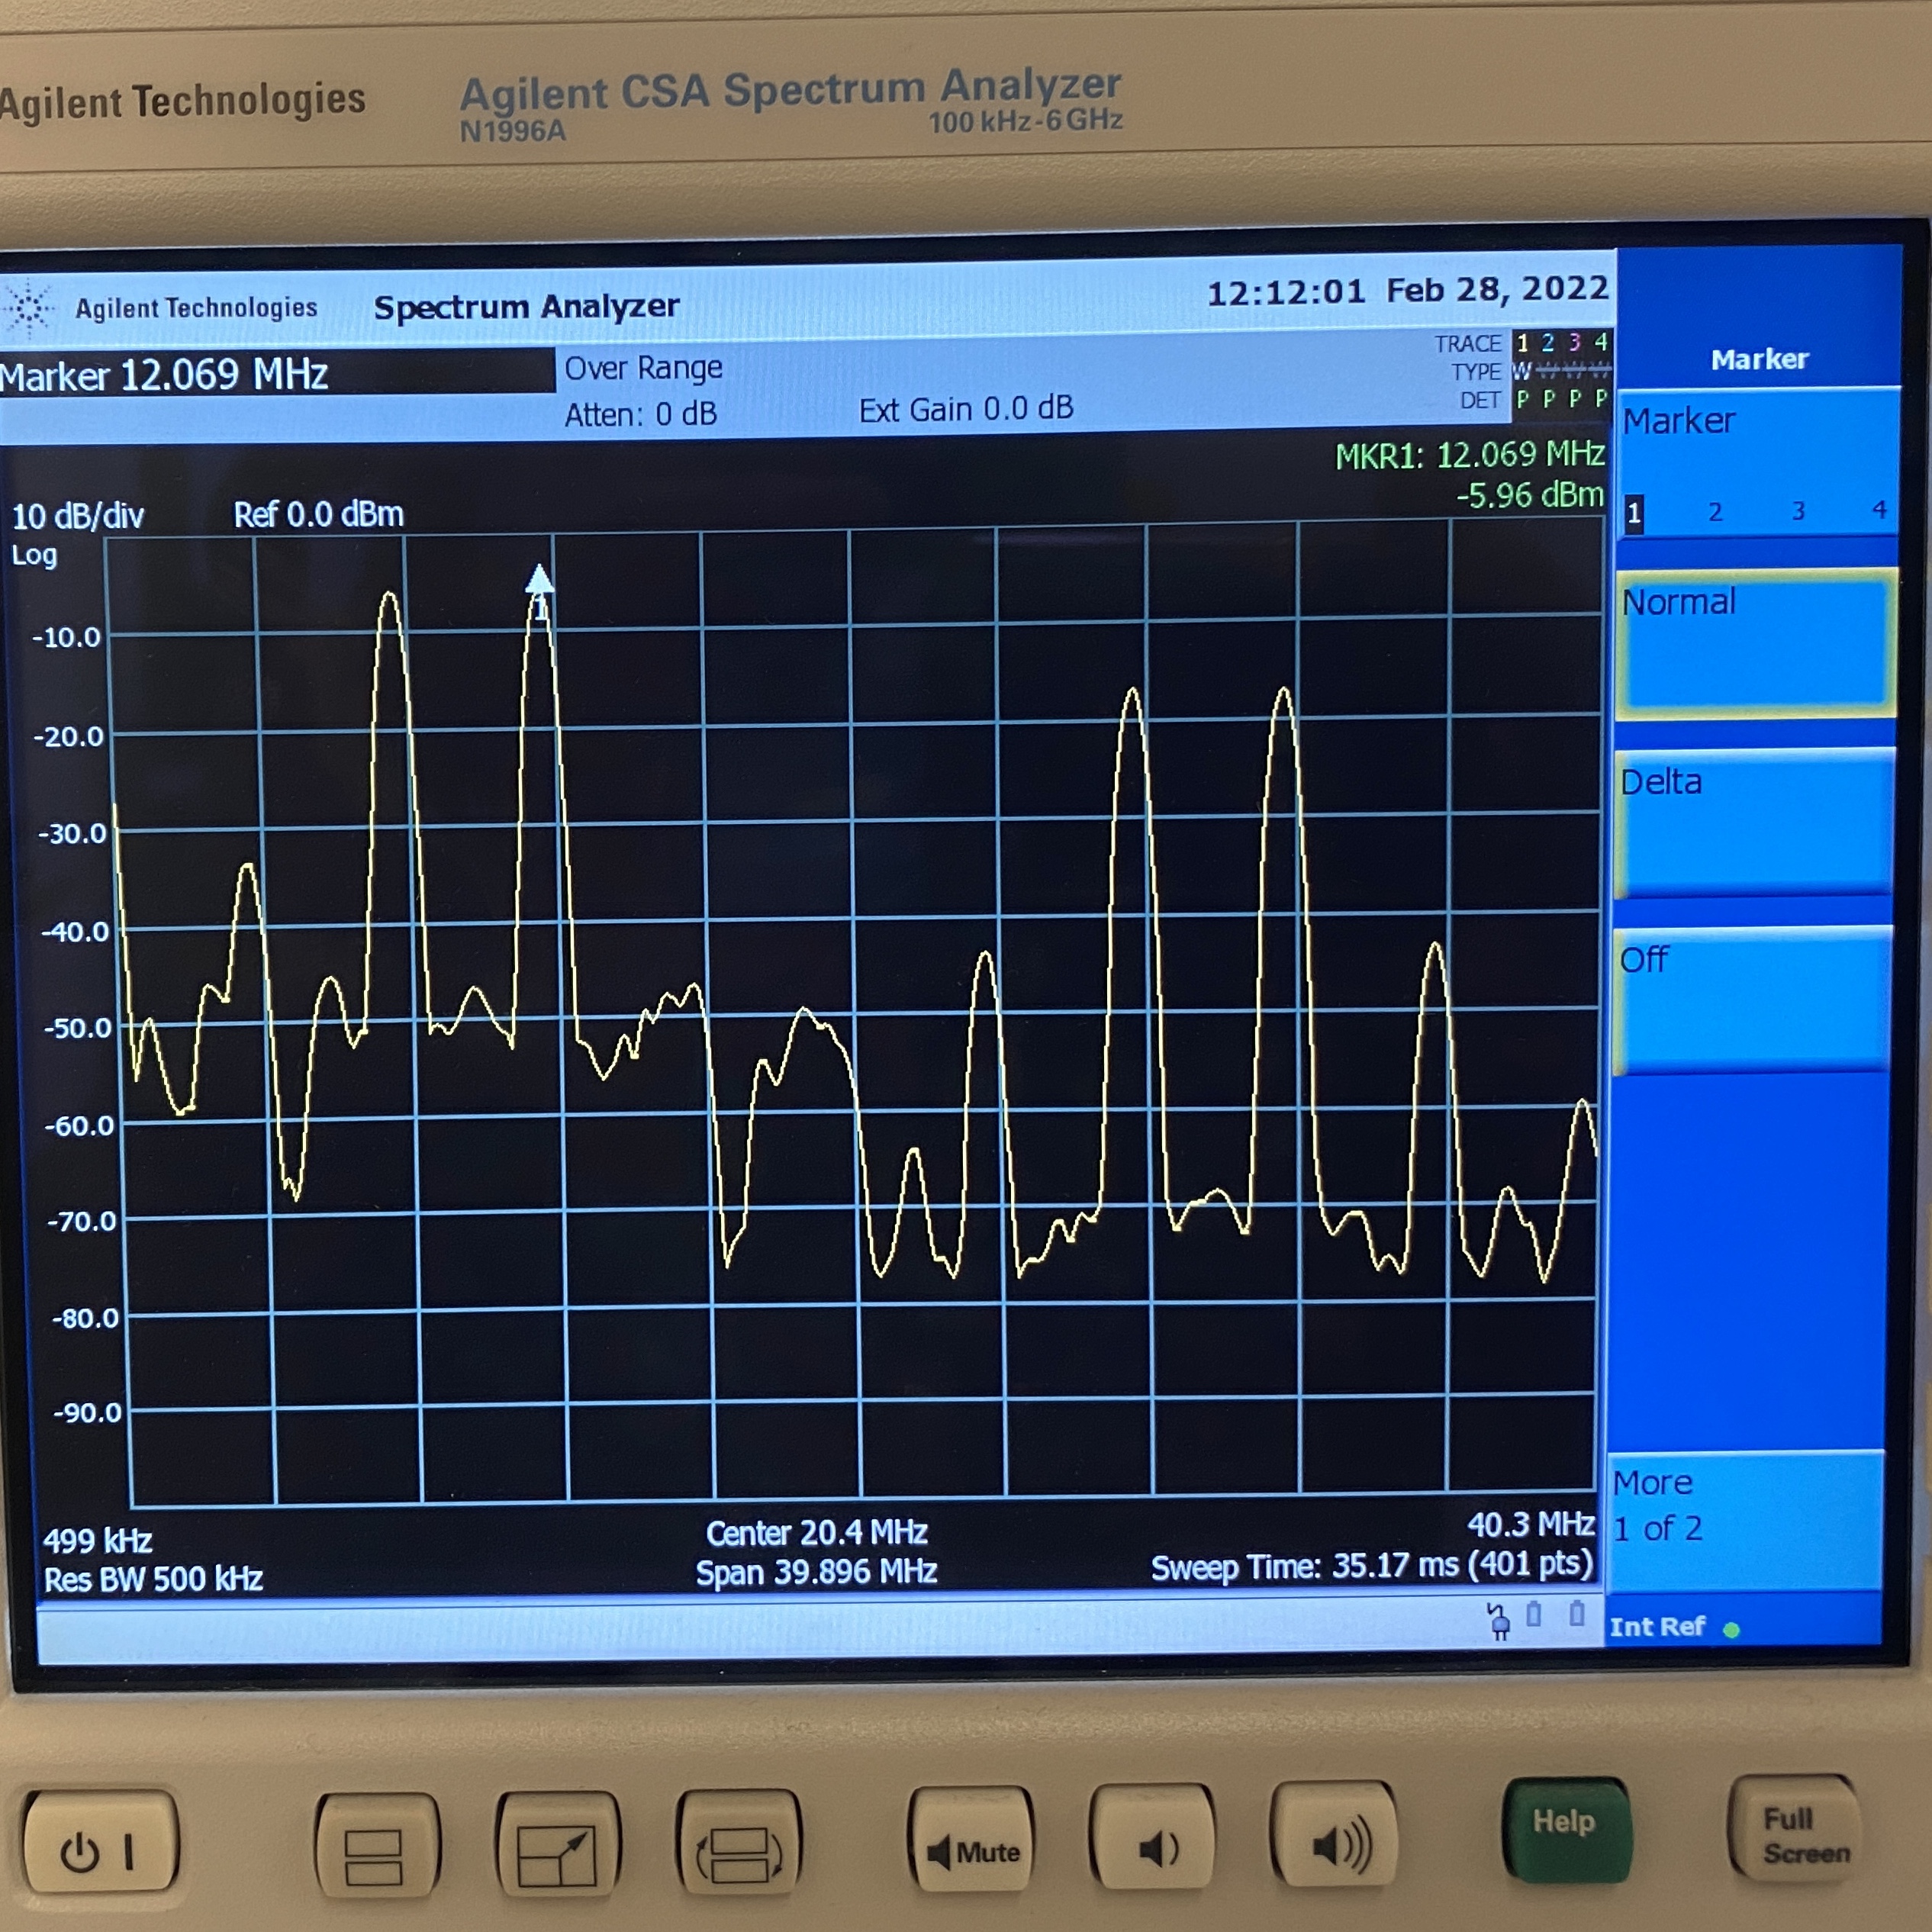 Agilent Technologies
Agilent CSA Spectrum Analyzer
N1996A 100 kHz-6 GHz
Agilent Technologies Spectrum Analyzer 12:12:01 Feb 28, 2022
Marker 12.069 MHz
Over Range
Atten: 0 dB Ext Gain 0.0 dB
TRACE 1 2 3 4
TYPE W W W W
DET P P P P
MKR1: 12.069 MHz
-5.96 dBm
10 dB/div Ref 0.0 dBm
Log
1
-10.0
-20.0
-30.0
-40.0
-50.0
-60.0
-70.0
-80.0
-90.0
499 kHz Center 20.4 MHz 40.3 MHz
Res BW 500 kHz Span 39.896 MHz Sweep Time: 35.17 ms (401 pts)
Marker
Marker
1 2 3 4
Normal
Delta
Off
More
1 of 2
Int Ref
Mute
Help
Full
Screen